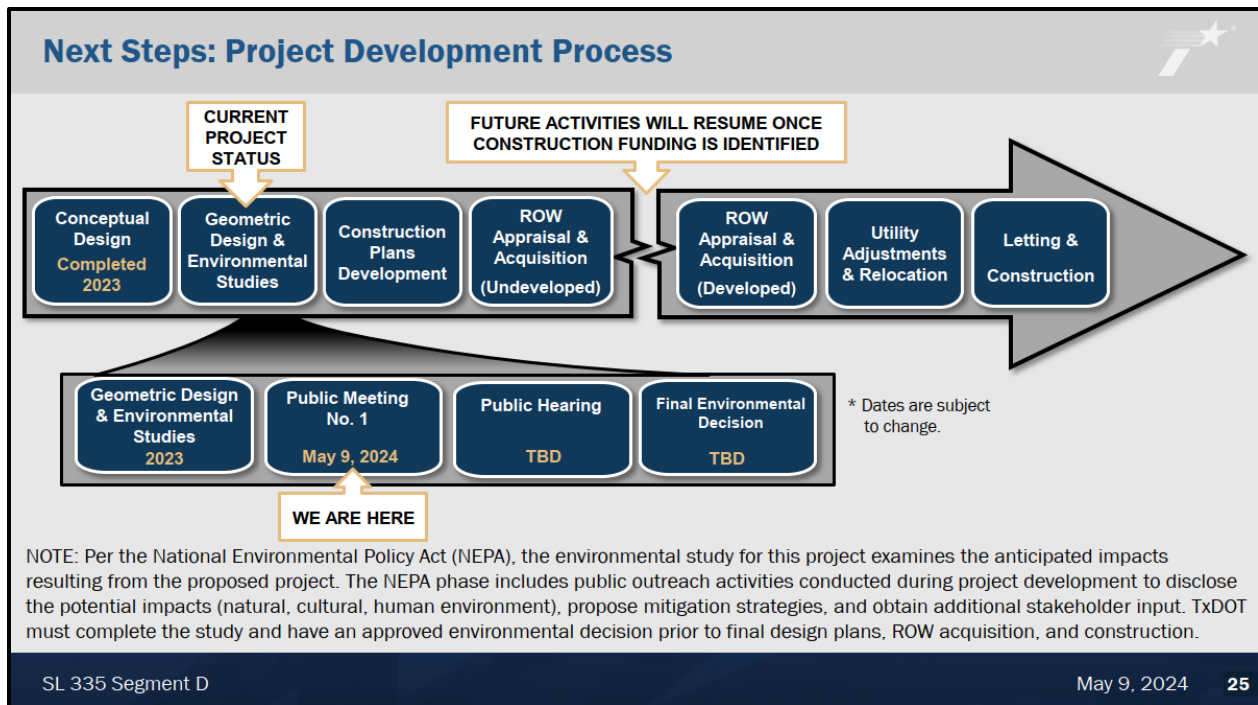 Next Steps: Project Development Process
CURRENT
PROJECT
STATUS
FUTURE ACTIVITIES WILL RESUME ONCE
CONSTRUCTION FUNDING IS IDENTIFIED
Conceptual
Design
Completed
2023
Geometric
Design &
Environmental
Studies
Construction
Plans
Development
ROW
Appraisal &
Acquisition
(Undeveloped)
ROW
Appraisal &
Acquisition
(Developed)
Utility
Adjustments
& Relocation
Letting &
Construction
Geometric Design
& Environmental
Studies
2023
Public Meeting
No. 1
May 9, 2024
Public Hearing
TBD
Final Environmental
Decision
TBD
* Dates are subject
to change.
WE ARE HERE
NOTE: Per the National Environmental Policy Act (NEPA), the environmental study for this project examines the anticipated impacts
resulting from the proposed project. The NEPA phase includes public outreach activities conducted during project development to disclose
the potential impacts (natural, cultural, human environment), propose mitigation strategies, and obtain additional stakeholder input. TxDOT
must complete the study and have an approved environmental decision prior to final design plans, ROW acquisition, and construction.
SL 335 Segment D
May 9, 2024 25